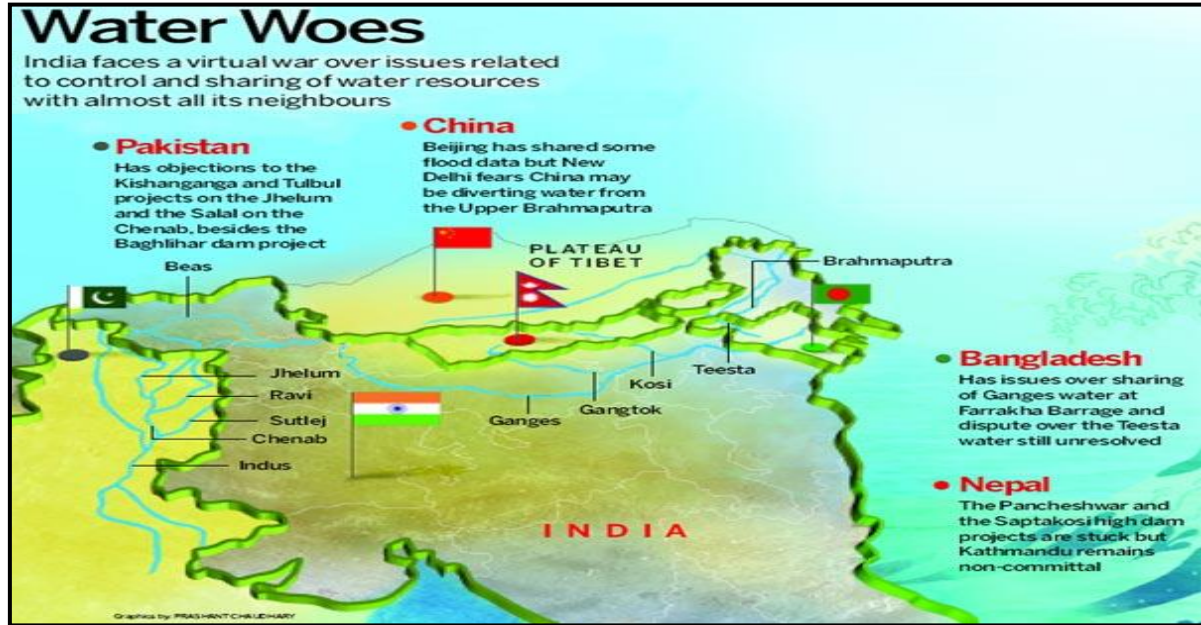 Water Woes
India faces a virtual war over issues related
to control and sharing of water resources
with almost all its neighbours
Pakistan
Has objections to the
Kishanganga and Tulbul
projects on the Jhelum
and the Salal on the
Chenab, besides the
Baghlihar dam project
China
Beijing has shared some
flood data but New
Delhi fears China may
be diverting water from
the Upper Brahmaputra
PLATEAU
OF TIBET
Beas
Brahmaputra
Jhelum
Ravi
Sutlej
Chenab
Indus
Ganges
Gangtok
Kosi
Teesta
INDIA
Bangladesh
Has issues over sharing
of Ganges water at
Farrakha Barrage and
dispute over the Teesta
water still unresolved
Nepal
The Pancheshwar and
the Saptakosi high dam
projects are stuck but
Kathmandu remains
non-committal
Graphics by: PRASHANT CHAUDHARY